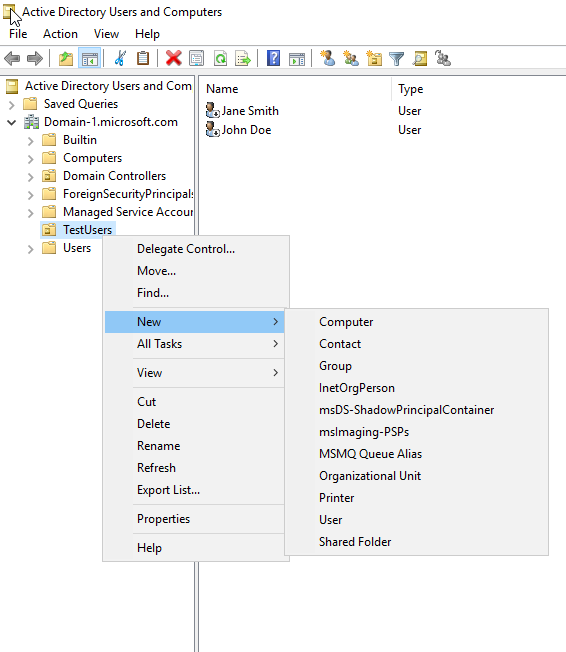 Active Directory Users and Computers
File Action View Help
Active Directory Users and Com
Saved Queries
Domain-1.microsoft.com
Builtin
Computers
Domain Controllers
ForeignSecurityPrincipals
Managed Service Accour
TestUsers
Users
Name Type
Jane Smith User
John Doe User
Delegate Control...
Move...
Find...
New
All Tasks
View
Cut
Delete
Rename
Refresh
Export List...
Properties
Help
Computer
Contact
Group
InetOrgPerson
msDS-ShadowPrincipalContainer
msImaging-PSPs
MSMQ Queue Alias
Organizational Unit
Printer
User
Shared Folder